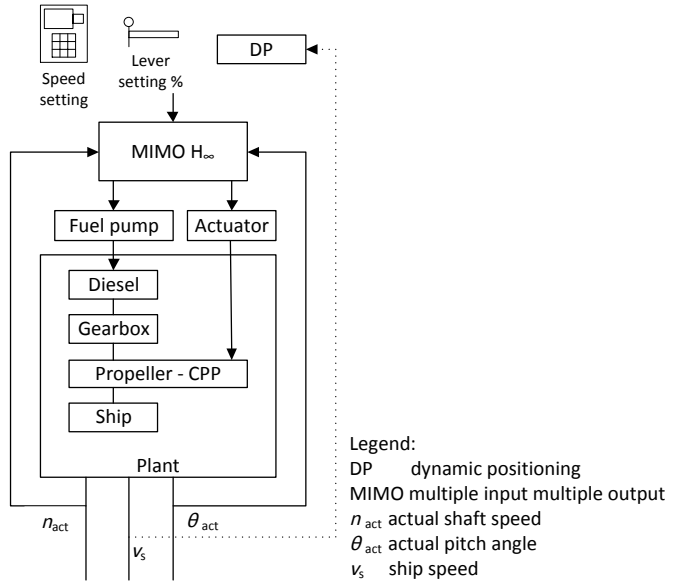 DP
Speed
setting
Lever
setting %
MIMO H∞
Fuel pump
Actuator
Diesel
Gearbox
Propeller - CPP
Ship
Plant
nact
vs
θ act
Legend:
DP dynamic positioning
MIMO multiple input multiple output
n act actual shaft speed
θ act actual pitch angle
vs ship speed